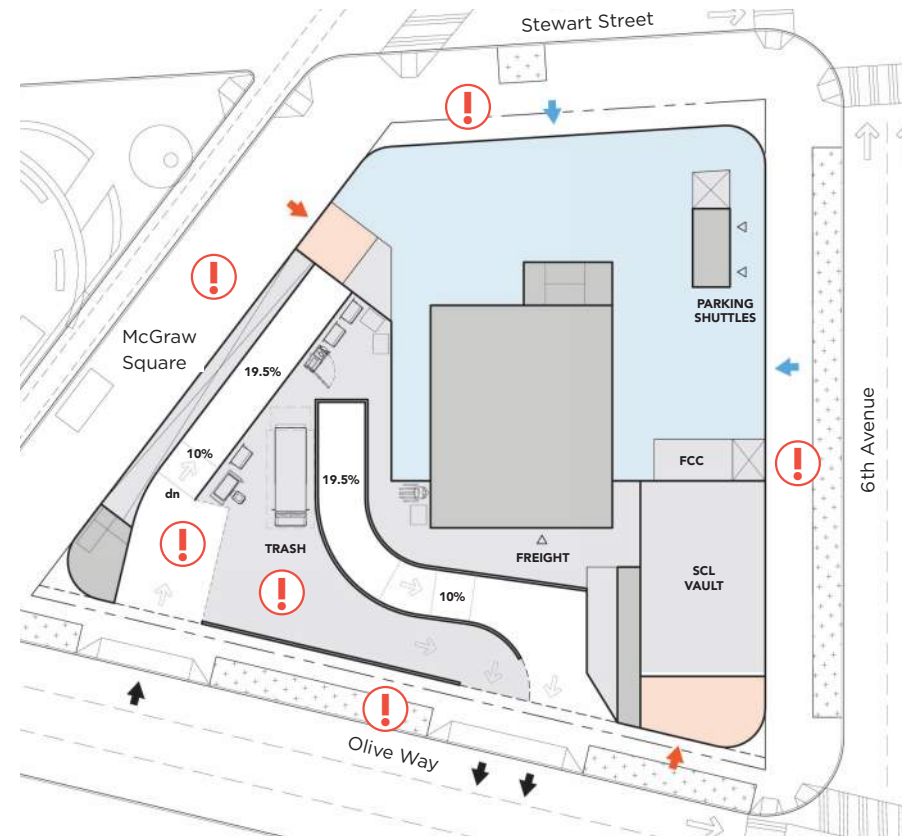 Stewart Street
!
PARKING
SHUTTLES
!
McGraw
Square
19.5%
6th Avenue
10%
FCC
!
19.5%
dn
!
TRASH
FREIGHT
SCL
VAULT
!
10%
!
Olive Way